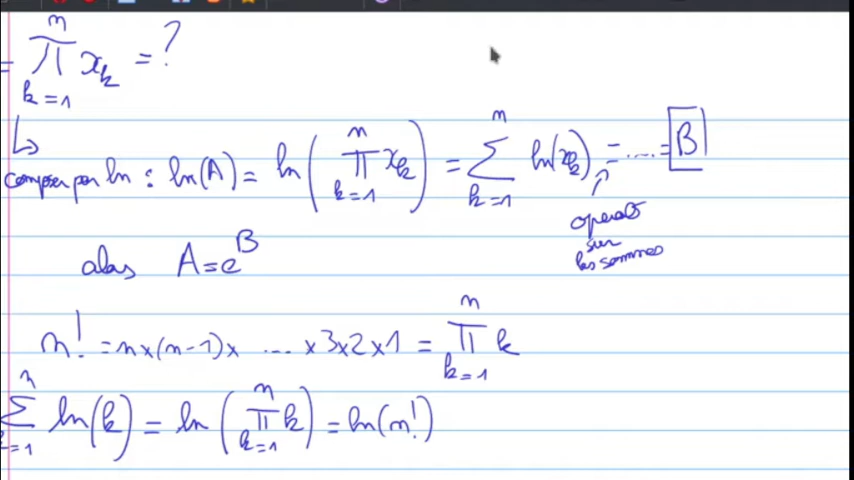 = ∏_{k=1}^{n} x_k = ?
↳ composer par ln : ln(A) = ln(∏_{k=1}^{n} x_k) = ∑_{k=1}^{n} ln(x_k) = .... = B
operat° sur les sommes
alors A = e^B
n! = n×(n-1)× ... ×3×2×1 = ∏_{k=1}^{n} k
∑_{k=1}^{n} ln(k) = ln(∏_{k=1}^{n} k) = ln(n!)